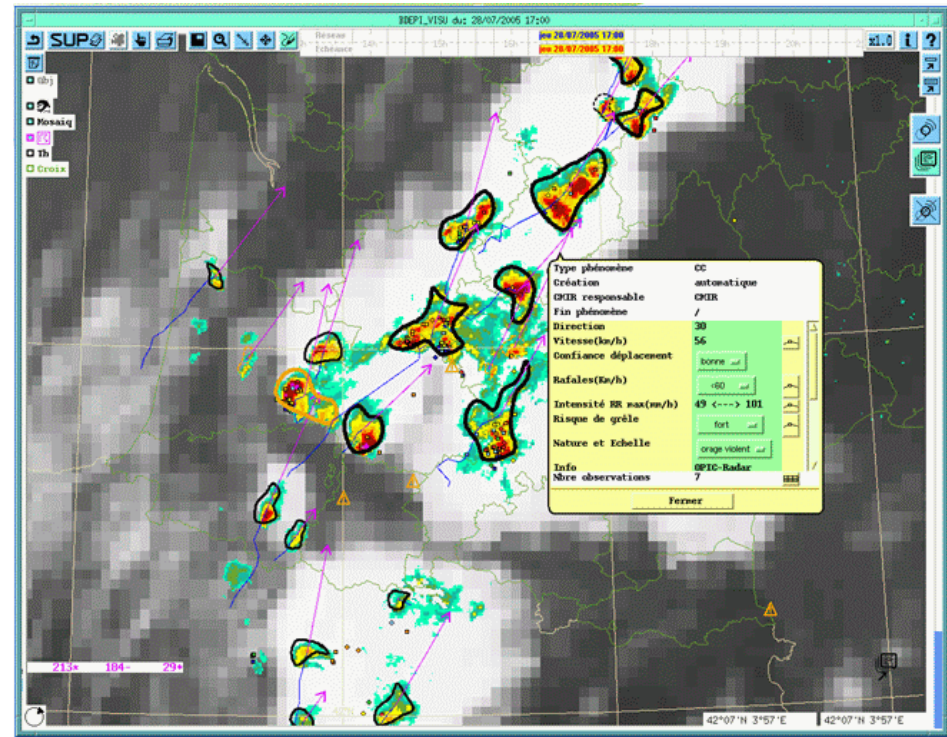 BDEPI_VISU du: 28/07/2005 17:00
SUP
Reseau
Echeance
14h 15h 16h
jeu 28/07/2005 17:00
jeu 28/07/2005 17:00
18h 19h 20h
x1.0 i ?
Obj
Mosaiq
Th
Croix
Type phénomène CC
Création automatique
CMIR responsable CMIR
Fin phénomène /
Direction 30
Vitesse(km/h) 56
Confiance déplacement bonne
Rafales(Km/h) <60
Intensité RR max(mm/h) 49 <---> 101
Risque de grêle fort
Nature et Echelle orage violent
Info OPIC-Radar
Nbre observations 7
Fermer
213* 184- 29+
42°07'N 3°57'E 42°07'N 3°57'E